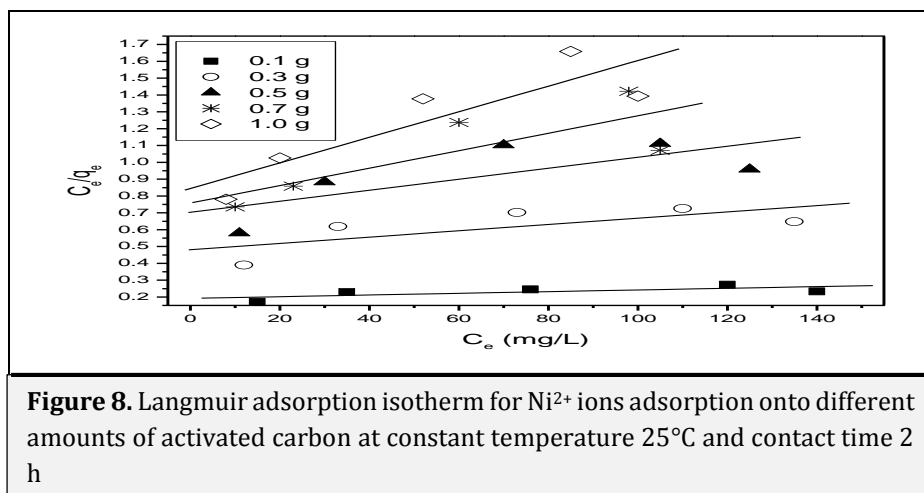 1.7
1.6
1.5
1.4
1.3
1.2
1.1
1.0
0.9
0.8
0.7
0.6
0.5
0.4
0.3
0.2
0.1 g
0.3 g
0.5 g
0.7 g
1.0 g
Cₑ/qₑ
0 20 40 60 80 100 120 140
Cₑ (mg/L)
Figure 8. Langmuir adsorption isotherm for Ni²⁺ ions adsorption onto different
amounts of activated carbon at constant temperature 25°C and contact time 2
h